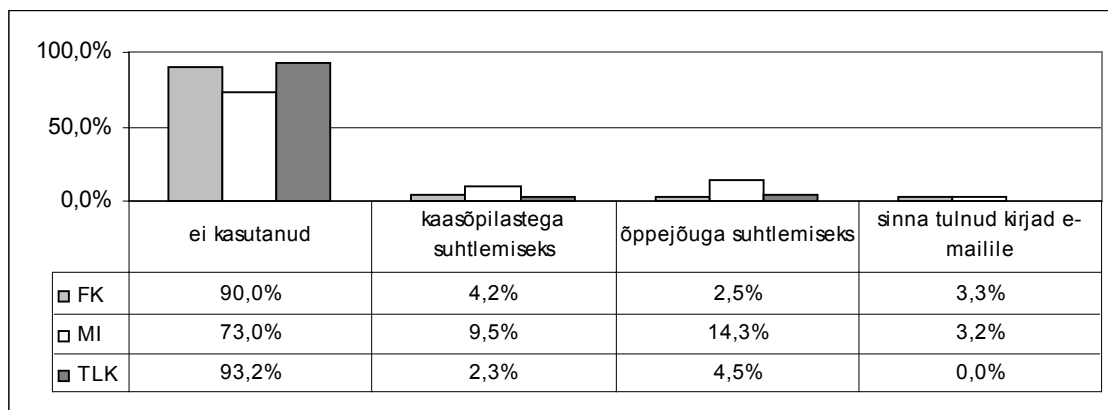 100,0%
50,0%
0,0%
ei kasutanud
kaasõpilastega suhtlemiseks
õppejõuga suhtlemiseks
sinna tulnud kirjad e-mailile
FK 90,0% 4,2% 2,5% 3,3%
MI 73,0% 9,5% 14,3% 3,2%
TLK 93,2% 2,3% 4,5% 0,0%